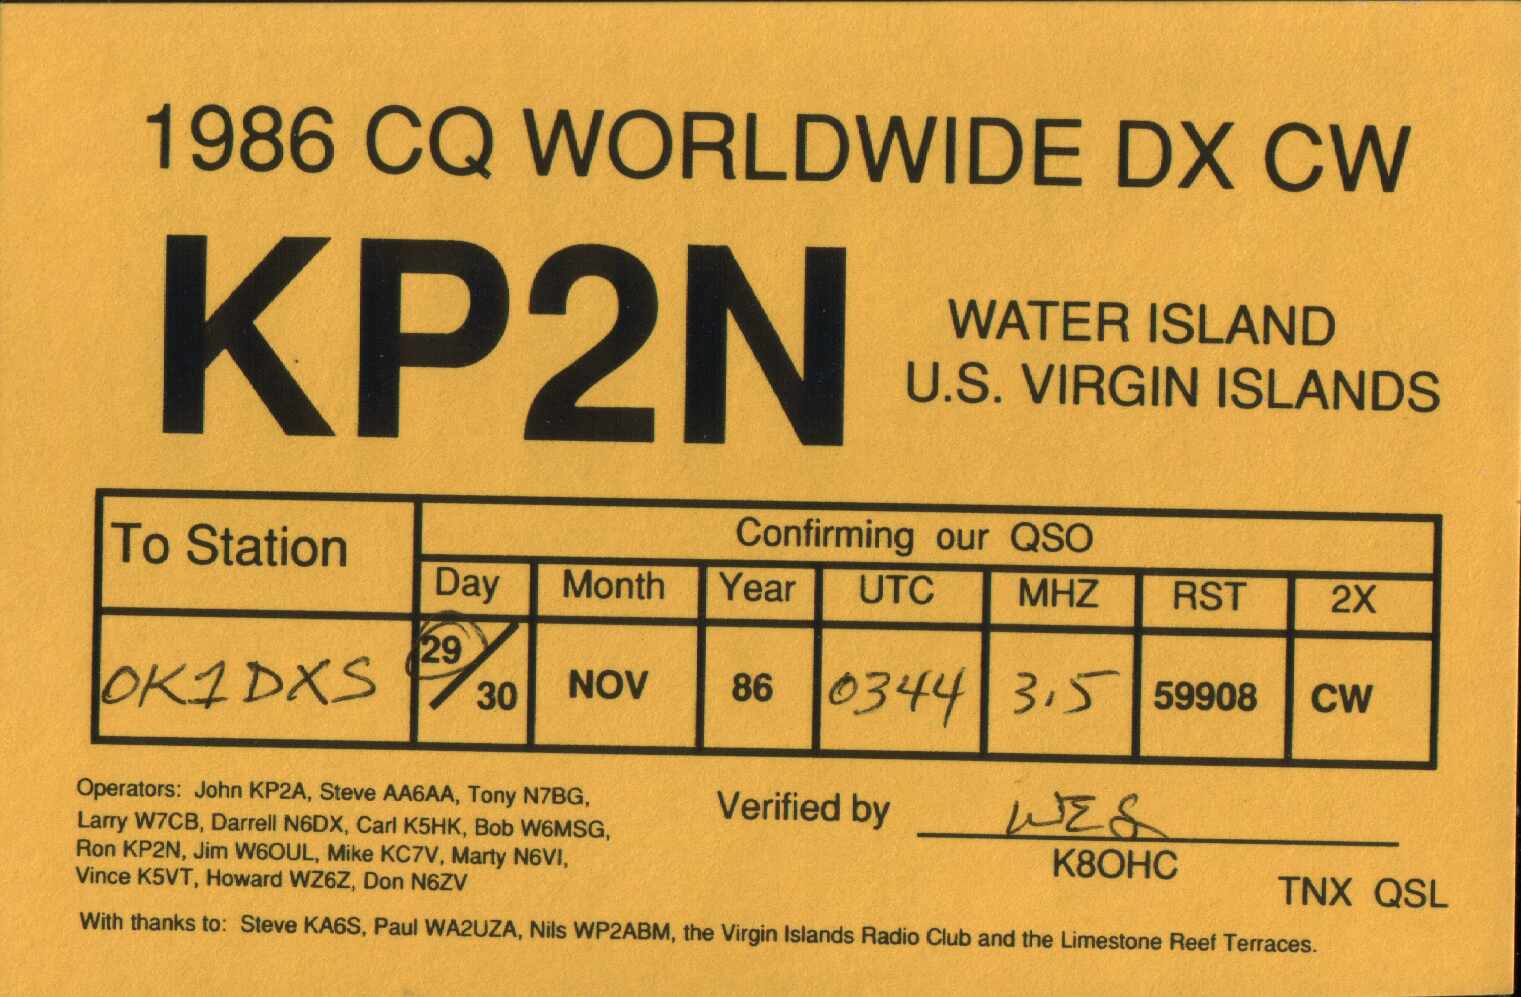 1986 CQ WORLDWIDE DX CW
KP2N
WATER ISLAND
U.S. VIRGIN ISLANDS
To Station
Confirming our QSO
Day Month Year UTC MHZ RST 2X
OK1DXS 29/30 NOV 86 0344 3.5 59908 CW
Operators: John KP2A, Steve AA6AA, Tony N7BG,
Larry W7CB, Darrell N6DX, Carl K5HK, Bob W6MSG,
Ron KP2N, Jim W6OUL, Mike KC7V, Marty N6VI,
Vince K5VT, Howard WZ6Z, Don N6ZV
Verified by WES
K8OHC
TNX QSL
With thanks to: Steve KA6S, Paul WA2UZA, Nils WP2ABM, the Virgin Islands Radio Club and the Limestone Reef Terraces.